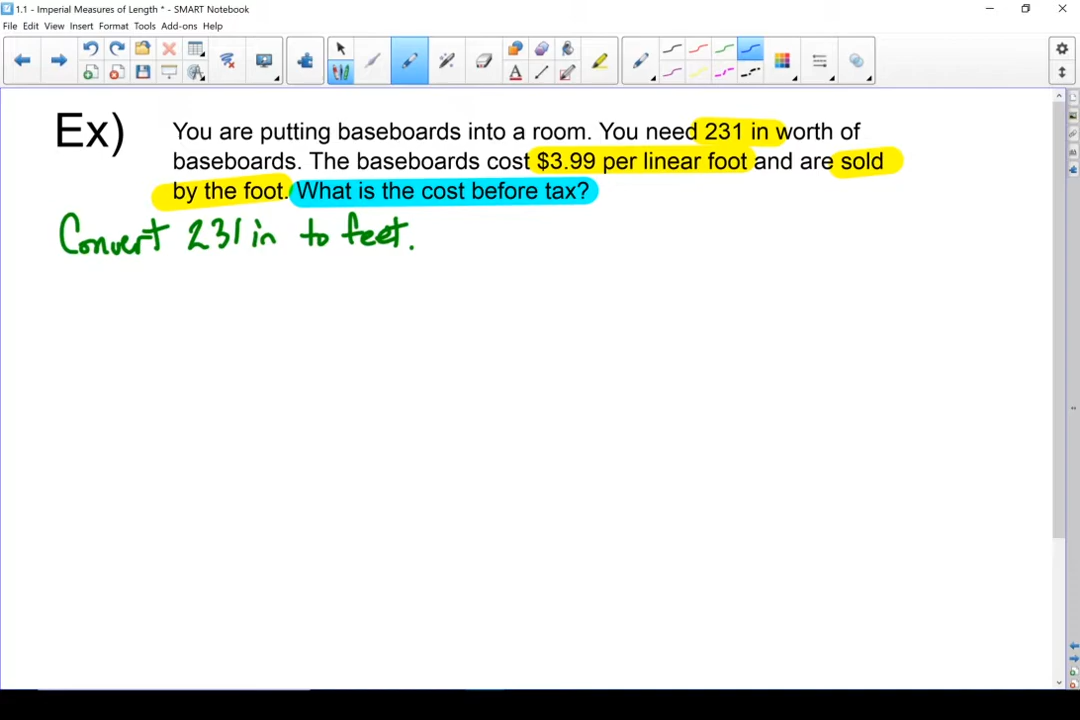 1.1 - Imperial Measures of Length * - SMART Notebook
File Edit View Insert Format Tools Add-ons Help
Ex) You are putting baseboards into a room. You need 231 in worth of
baseboards. The baseboards cost $3.99 per linear foot and are sold
by the foot. What is the cost before tax?
Convert 231 in to feet.